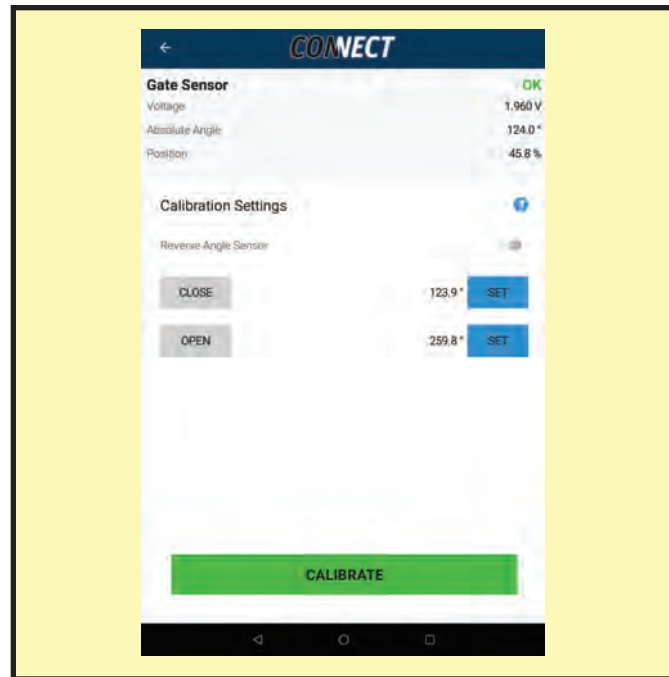 CONNECT
Gate Sensor OK
Voltage 1.960 V
Absolute Angle 124.0 °
Position 45.8 %
Calibration Settings ?
Reverse Angle Sensor
CLOSE 123.9 ° SET
OPEN 259.8 ° SET
CALIBRATE